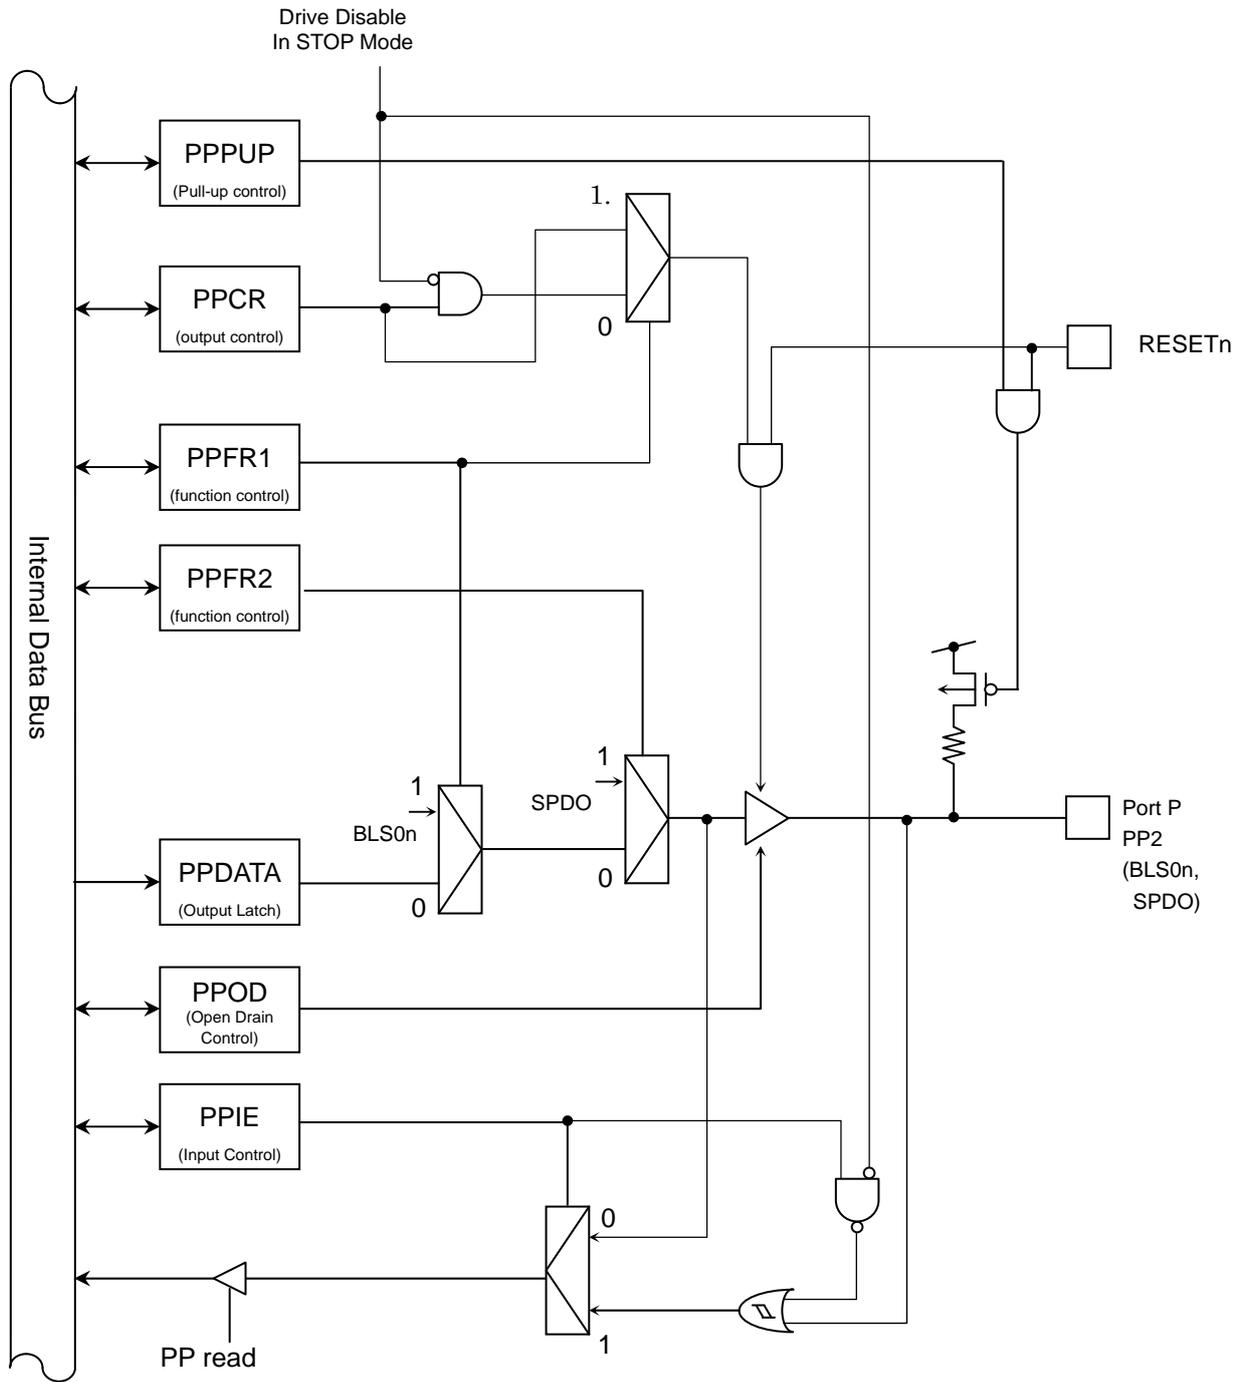 Drive Disable
In STOP Mode
PPPUP
(Pull-up control)
1.
PPCR
(output control)
0
RESETn
PPFR1
(function control)
Internal Data Bus
PPFR2
(function control)
1
SPDO
1
BLS0n
Port P
PP2
(BLS0n,
SPDO)
PPDATA
(Output Latch)
0
0
PPOD
(Open Drain
Control)
PPIE
(Input Control)
0
1
PP read